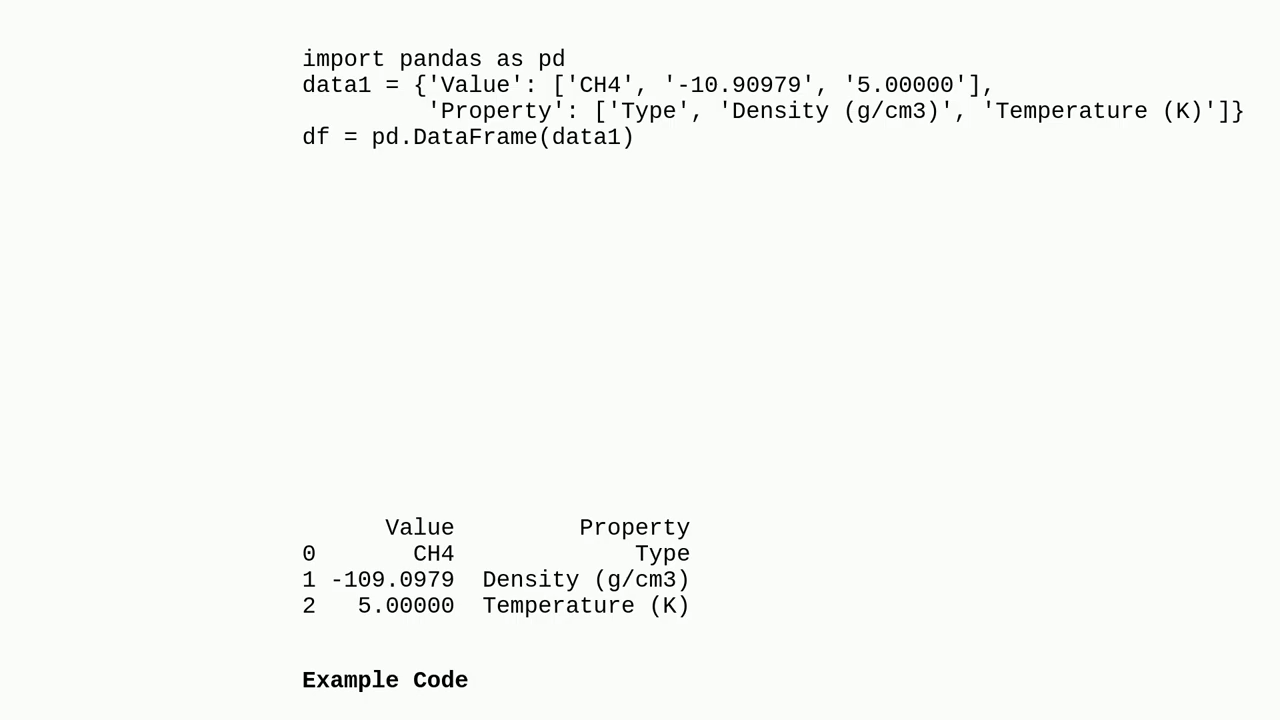 import pandas as pd
data1 = {'Value': ['CH4', '-10.90979', '5.00000'],
         'Property': ['Type', 'Density (g/cm3)', 'Temperature (K)']}
df = pd.DataFrame(data1)
      Value         Property
0       CH4             Type
1 -109.0979  Density (g/cm3)
2   5.00000  Temperature (K)
Example Code